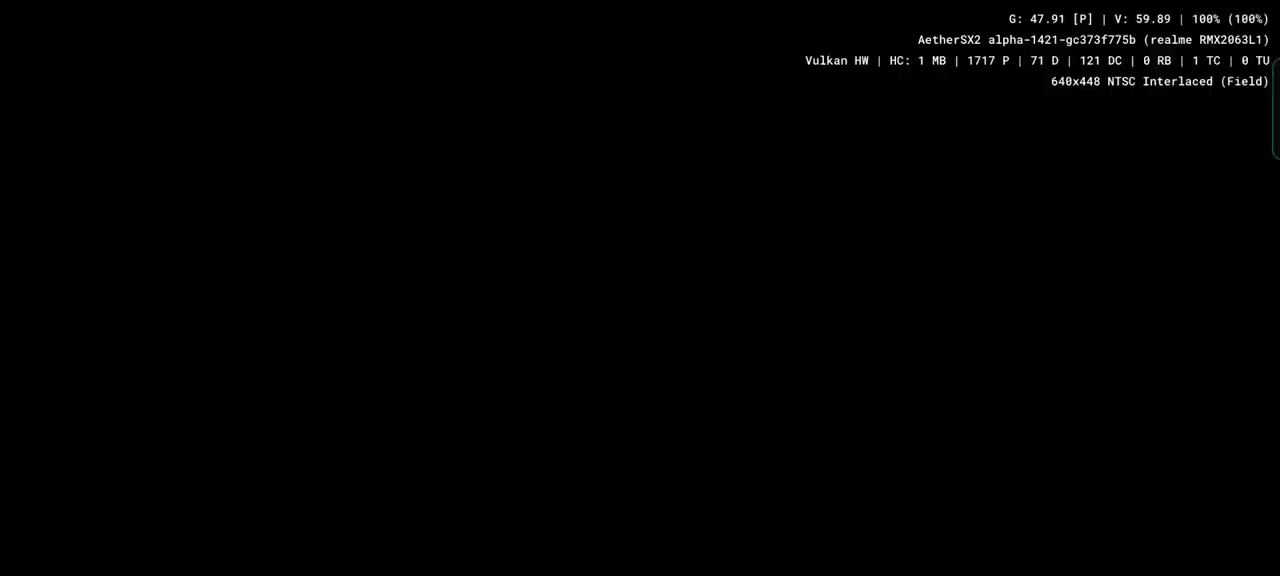 G: 47.91 [P] | V: 59.89 | 100% (100%)
AetherSX2 alpha-1421-gc373f775b (realme RMX2063L1)
Vulkan HW | HC: 1 MB | 1717 P | 71 D | 121 DC | 0 RB | 1 TC | 0 TU
640x448 NTSC Interlaced (Field)